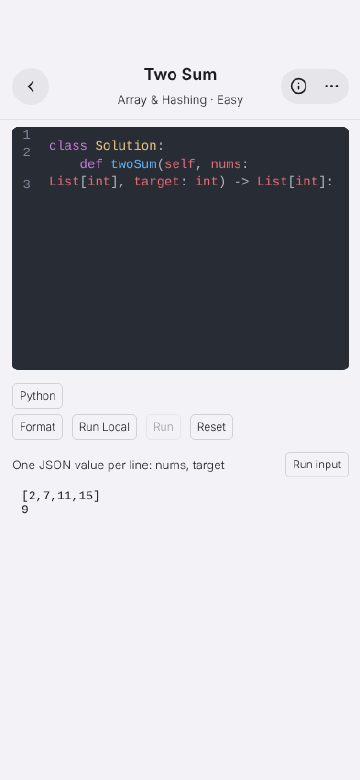 Two Sum
Array & Hashing · Easy
1
class Solution:
2
def twoSum(self, nums:
List[int], target: int) -> List[int]:
3
Python
Format
Run Local
Run
Reset
One JSON value per line: nums, target
Run input
[2,7,11,15]
9